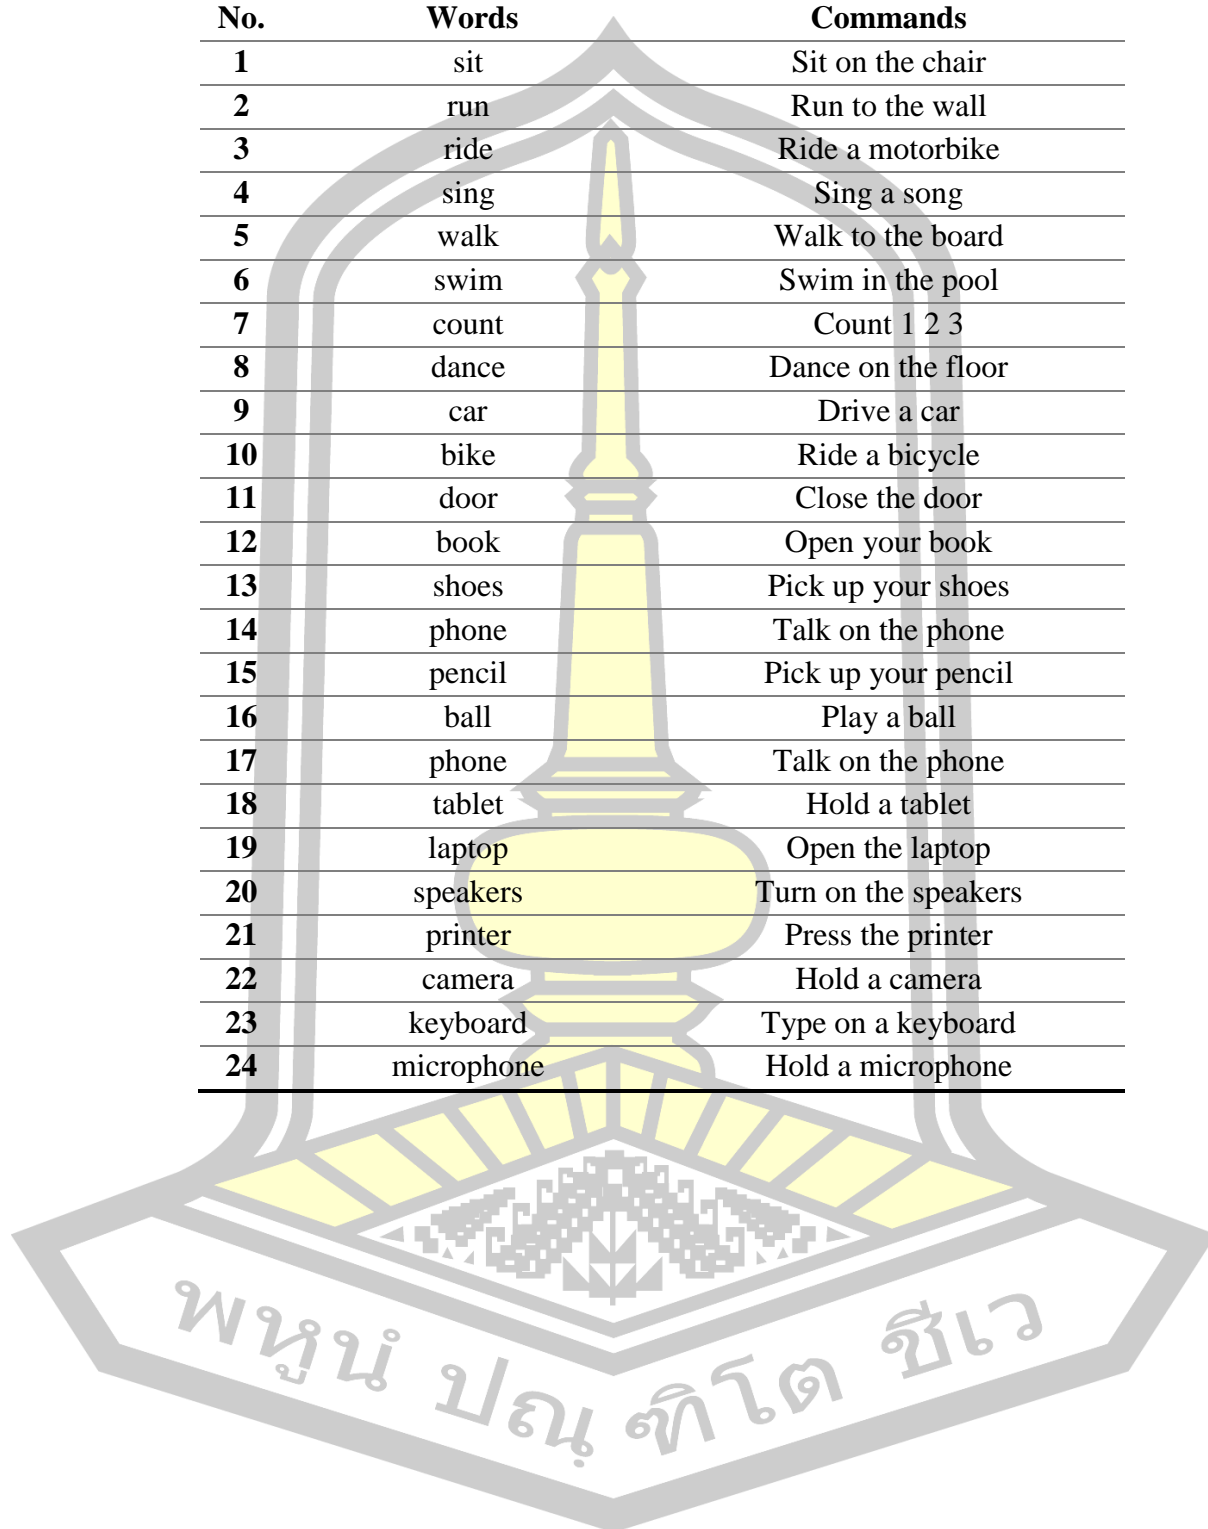 No. Words Commands
1 sit Sit on the chair
2 run Run to the wall
3 ride Ride a motorbike
4 sing Sing a song
5 walk Walk to the board
6 swim Swim in the pool
7 count Count 1 2 3
8 dance Dance on the floor
9 car Drive a car
10 bike Ride a bicycle
11 door Close the door
12 book Open your book
13 shoes Pick up your shoes
14 phone Talk on the phone
15 pencil Pick up your pencil
16 ball Play a ball
17 phone Talk on the phone
18 tablet Hold a tablet
19 laptop Open the laptop
20 speakers Turn on the speakers
21 printer Press the printer
22 camera Hold a camera
23 keyboard Type on a keyboard
24 microphone Hold a microphone
พหูนํ ปณฺฑิโต ชีเว